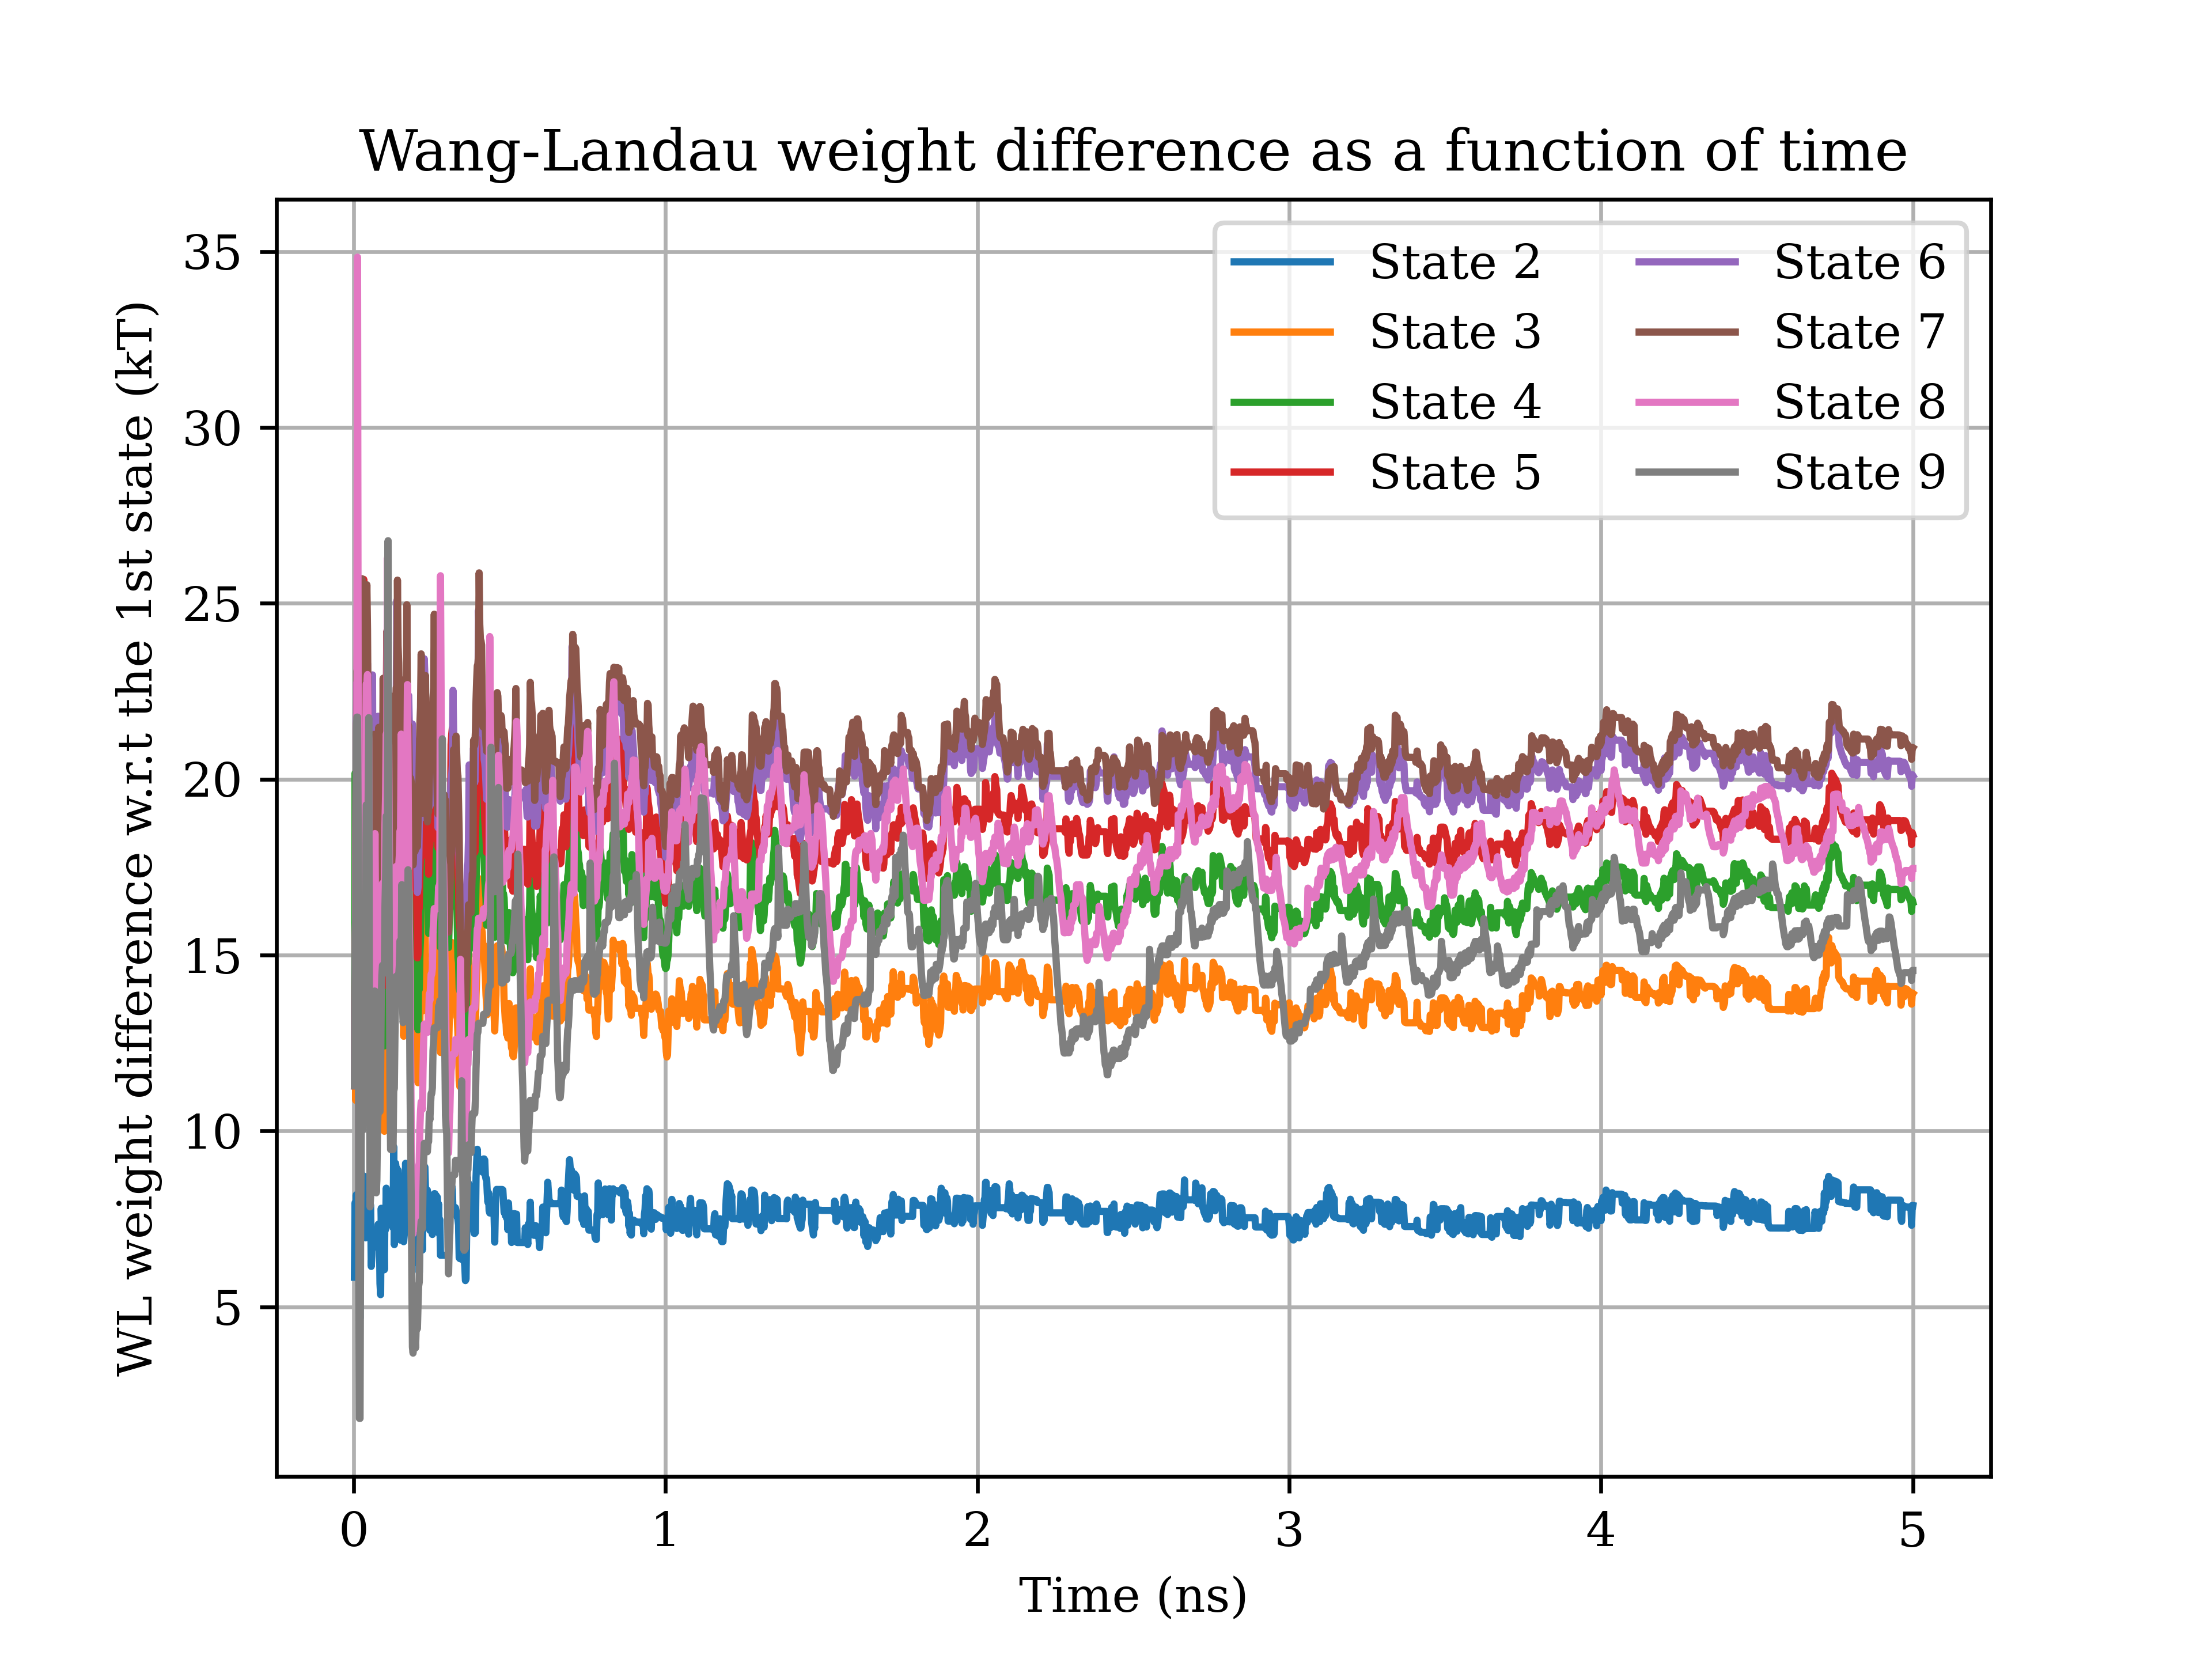 Wang-Landau weight difference as a function of time
WL weight difference w.r.t the 1st state (kT)
35
30
25
20
15
10
5
State 2
State 3
State 4
State 5
State 6
State 7
State 8
State 9
0 1 2 3 4 5
Time (ns)